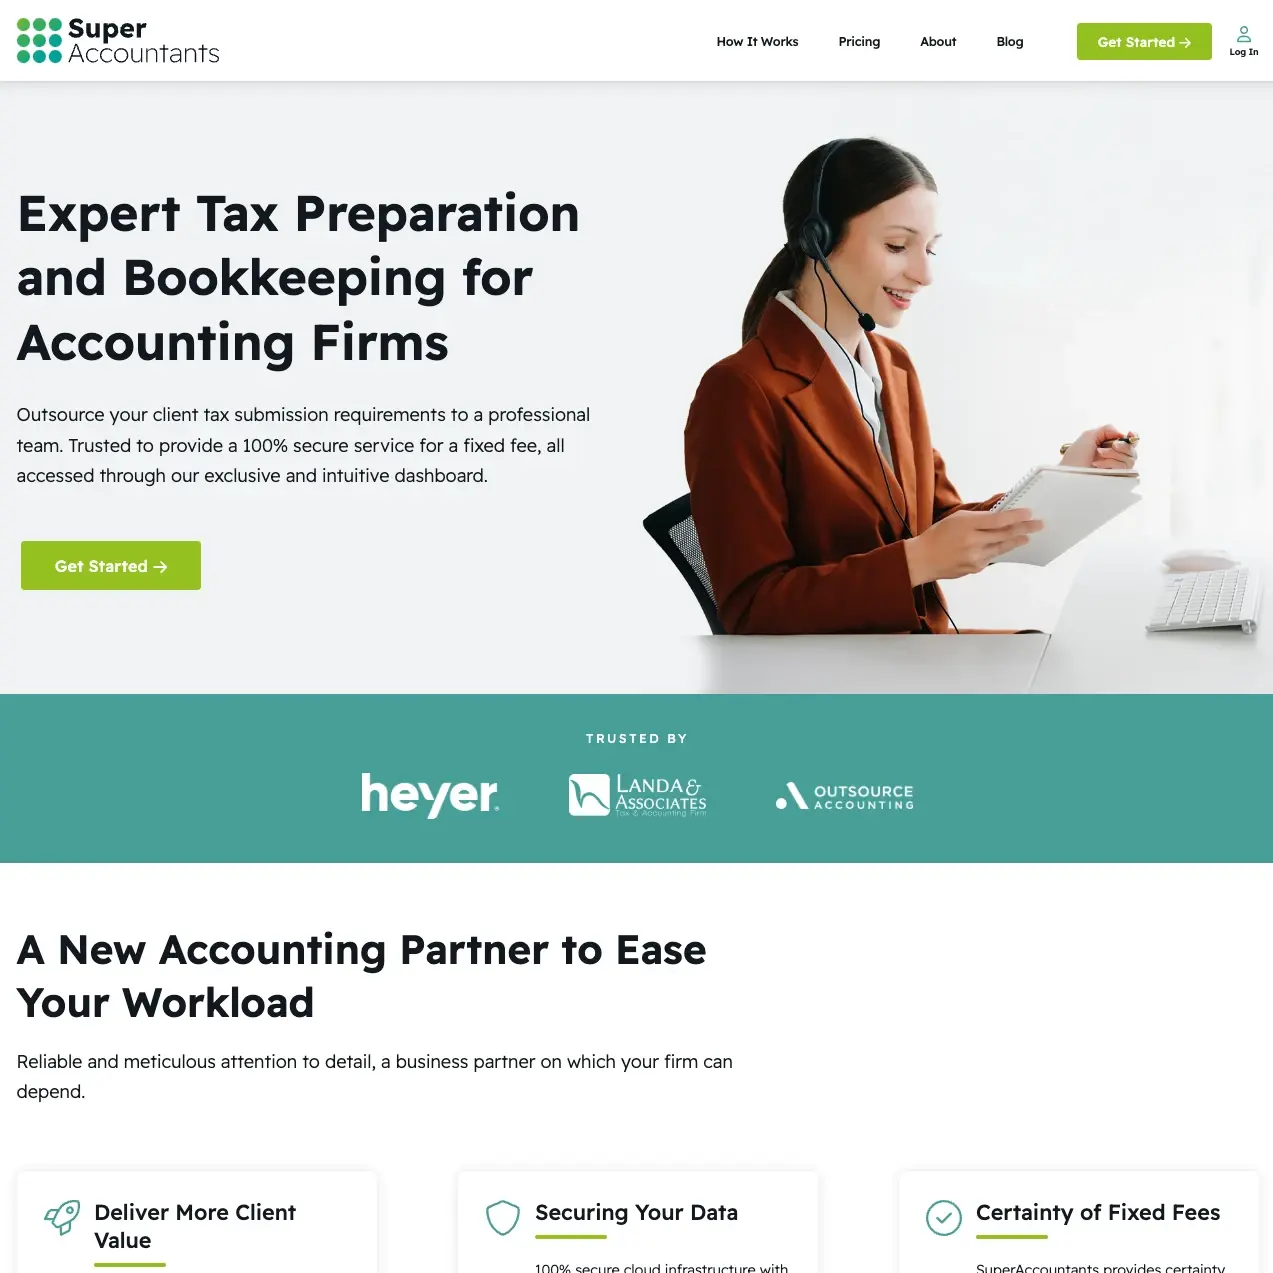 Super
Accountants
How It Works
Pricing
About
Blog
Get Started →
Log In
Expert Tax Preparation
and Bookkeeping for
Accounting Firms
Outsource your client tax submission requirements to a professional
team. Trusted to provide a 100% secure service for a fixed fee, all
accessed through our exclusive and intuitive dashboard.
Get Started →
TRUSTED BY
heyer
LANDA &
ASSOCIATES
Tax & Accounting Firm
OUTSOURCE
ACCOUNTING
A New Accounting Partner to Ease
Your Workload
Reliable and meticulous attention to detail, a business partner on which your firm can
depend.
Deliver More Client
Value
Securing Your Data
100% secure cloud infrastructure with
Certainty of Fixed Fees
SuperAccountants provides certainty